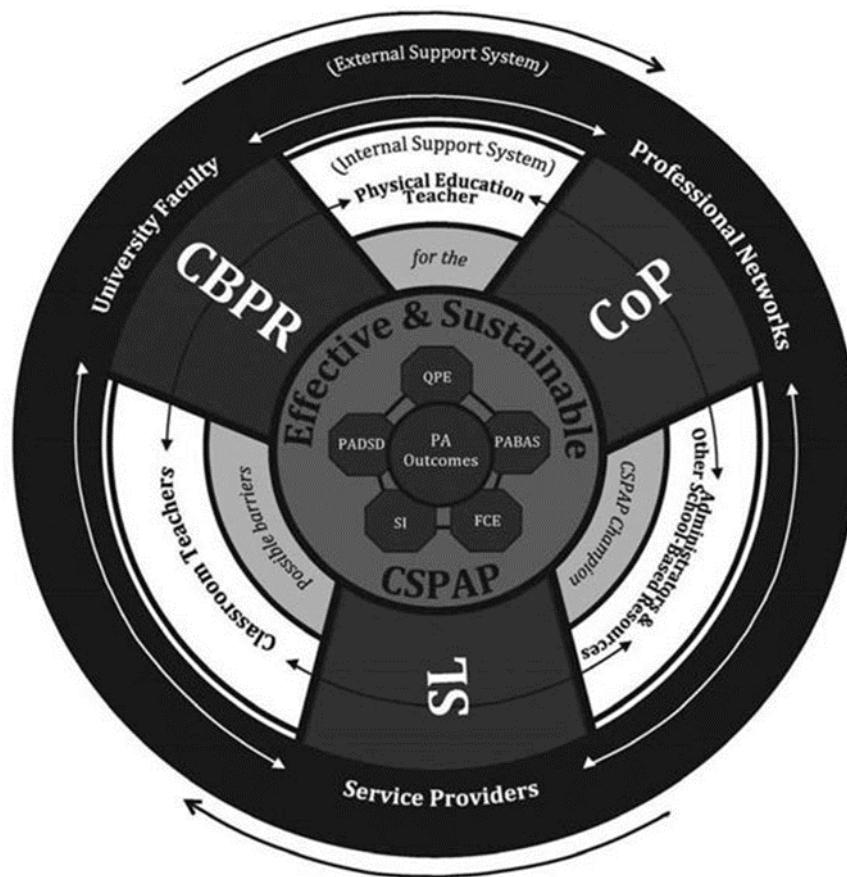 (External Support System)
University Faculty
Professional Networks
Service Providers
(Internal Support System)
Physical Education
Teacher
Classroom Teachers
Administrators &
Other School-Based Resources
CBPR
CoP
SL
for the
CSPAP Champion
Possible barriers
Effective & Sustainable
CSPAP
QPE
PADSD
PABAS
SI
FCE
PA
Outcomes